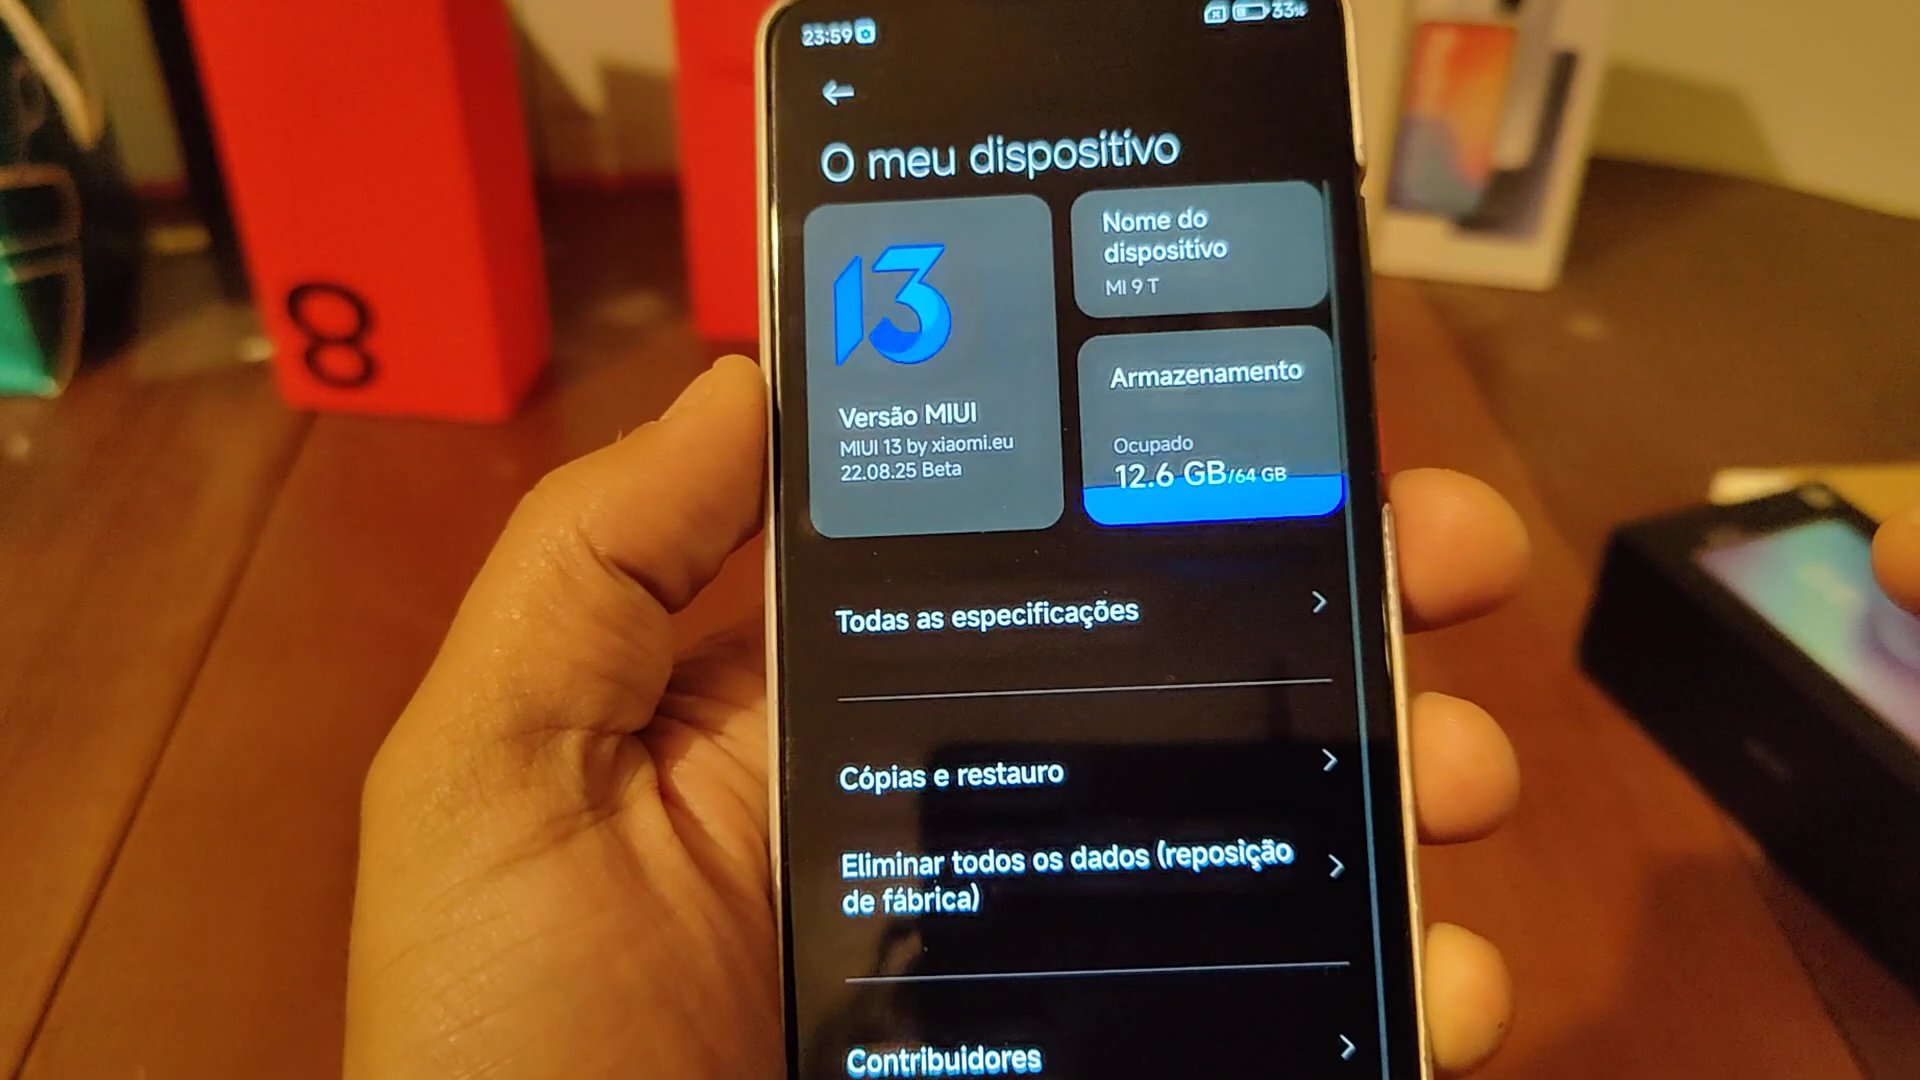 23:59
33%
O meu dispositivo
13
Versão MIUI
MIUI 13 by xiaomi.eu
22.08.25 Beta
Nome do
dispositivo
MI 9 T
Armazenamento
Ocupado
12.6 GB/64 GB
Todas as especificações
Cópias e restauro
Eliminar todos os dados (reposição
de fábrica)
Contribuidores
8